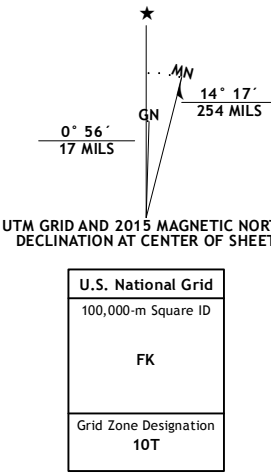 ★
MN
GN
14° 17´
254 MILS
0° 56´
17 MILS
UTM GRID AND 2015 MAGNETIC NORT
DECLINATION AT CENTER OF SHEET
U.S. National Grid
100,000-m Square ID
FK
Grid Zone Designation
10T